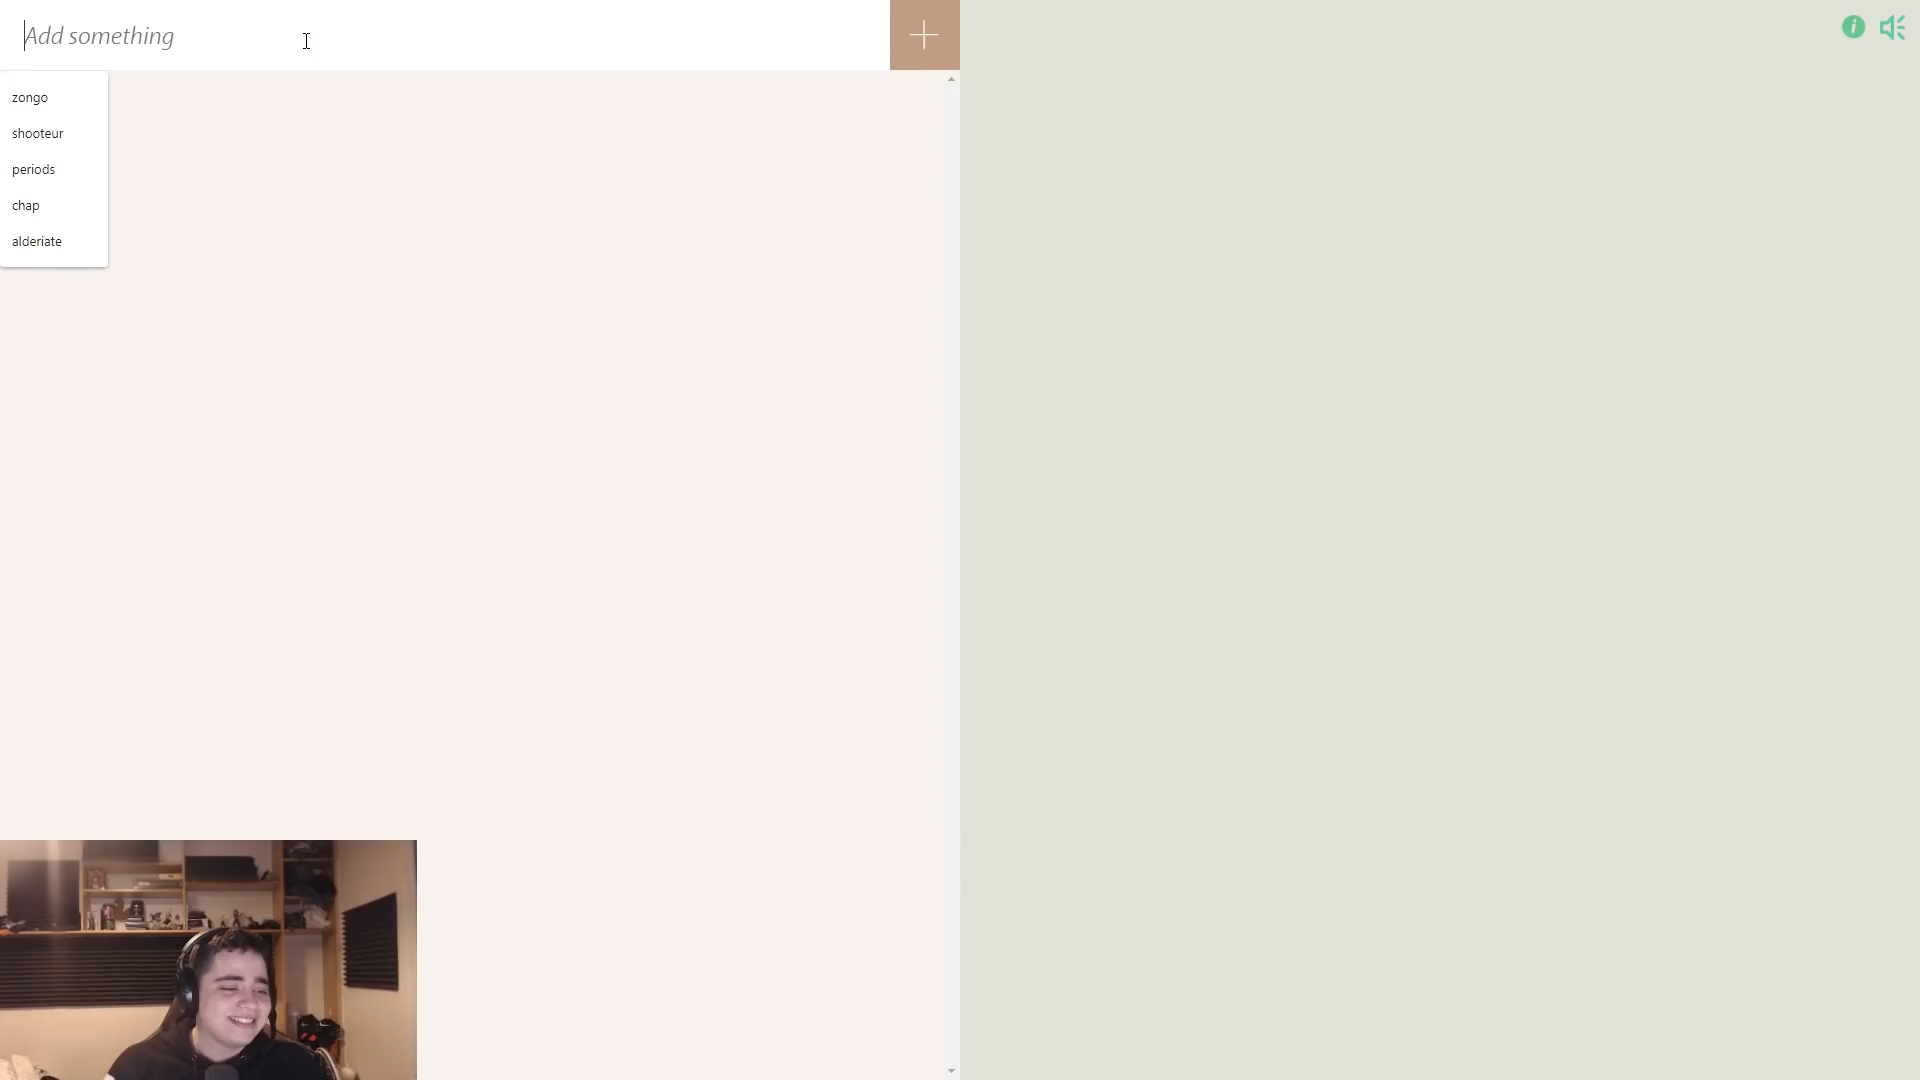 Add something
zongo
shooteur
periods
chap
alderiate